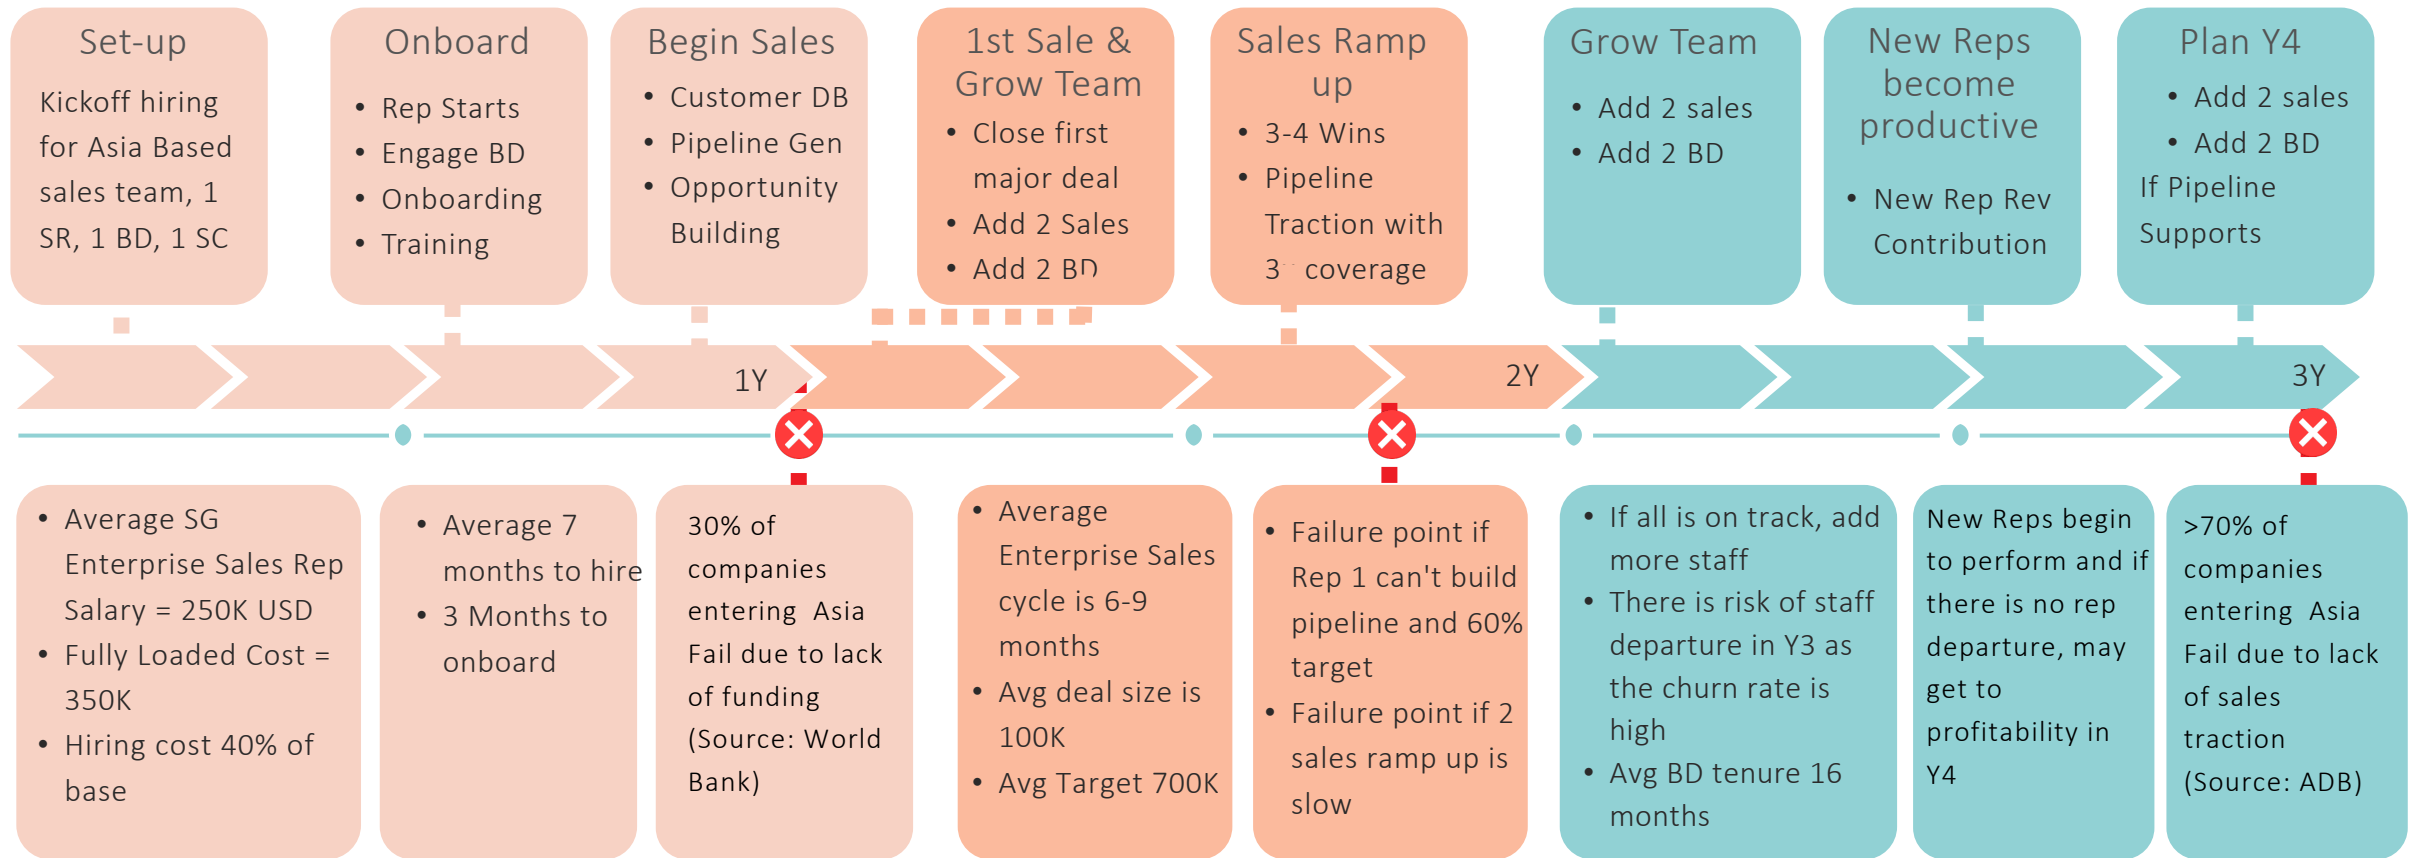 Set-up
Kickoff hiring
for Asia Based
sales team, 1
SR, 1 BD, 1 SC
Onboard
• Rep Starts
• Engage BD
• Onboarding
• Training
Begin Sales
• Customer DB
• Pipeline Gen
• Opportunity
Building
1st Sale &
Grow Team
• Close first
major deal
• Add 2 Sales
• Add 2 BD
Sales Ramp
up
• 3-4 Wins
• Pipeline
Traction with
3x coverage
Grow Team
• Add 2 sales
• Add 2 BD
New Reps
become
productive
• New Rep Rev
Contribution
Plan Y4
• Add 2 sales
• Add 2 BD
If Pipeline
Supports
1Y
2Y
3Y
• Average SG
Enterprise Sales Rep
Salary = 250K USD
• Fully Loaded Cost =
350K
• Hiring cost 40% of
base
• Average 7
months to hire
• 3 Months to
onboard
30% of
companies
entering Asia
Fail due to lack
of funding
(Source: World
Bank)
• Average
Enterprise Sales
cycle is 6-9
months
• Avg deal size is
100K
• Avg Target 700K
• Failure point if
Rep 1 can't build
pipeline and 60%
target
• Failure point if 2
sales ramp up is
slow
• If all is on track, add
more staff
• There is risk of staff
departure in Y3 as
the churn rate is
high
• Avg BD tenure 16
months
New Reps begin
to perform and if
there is no rep
departure, may
get to
profitability in
Y4
>70% of
companies
entering Asia
Fail due to lack
of sales
traction
(Source: ADB)